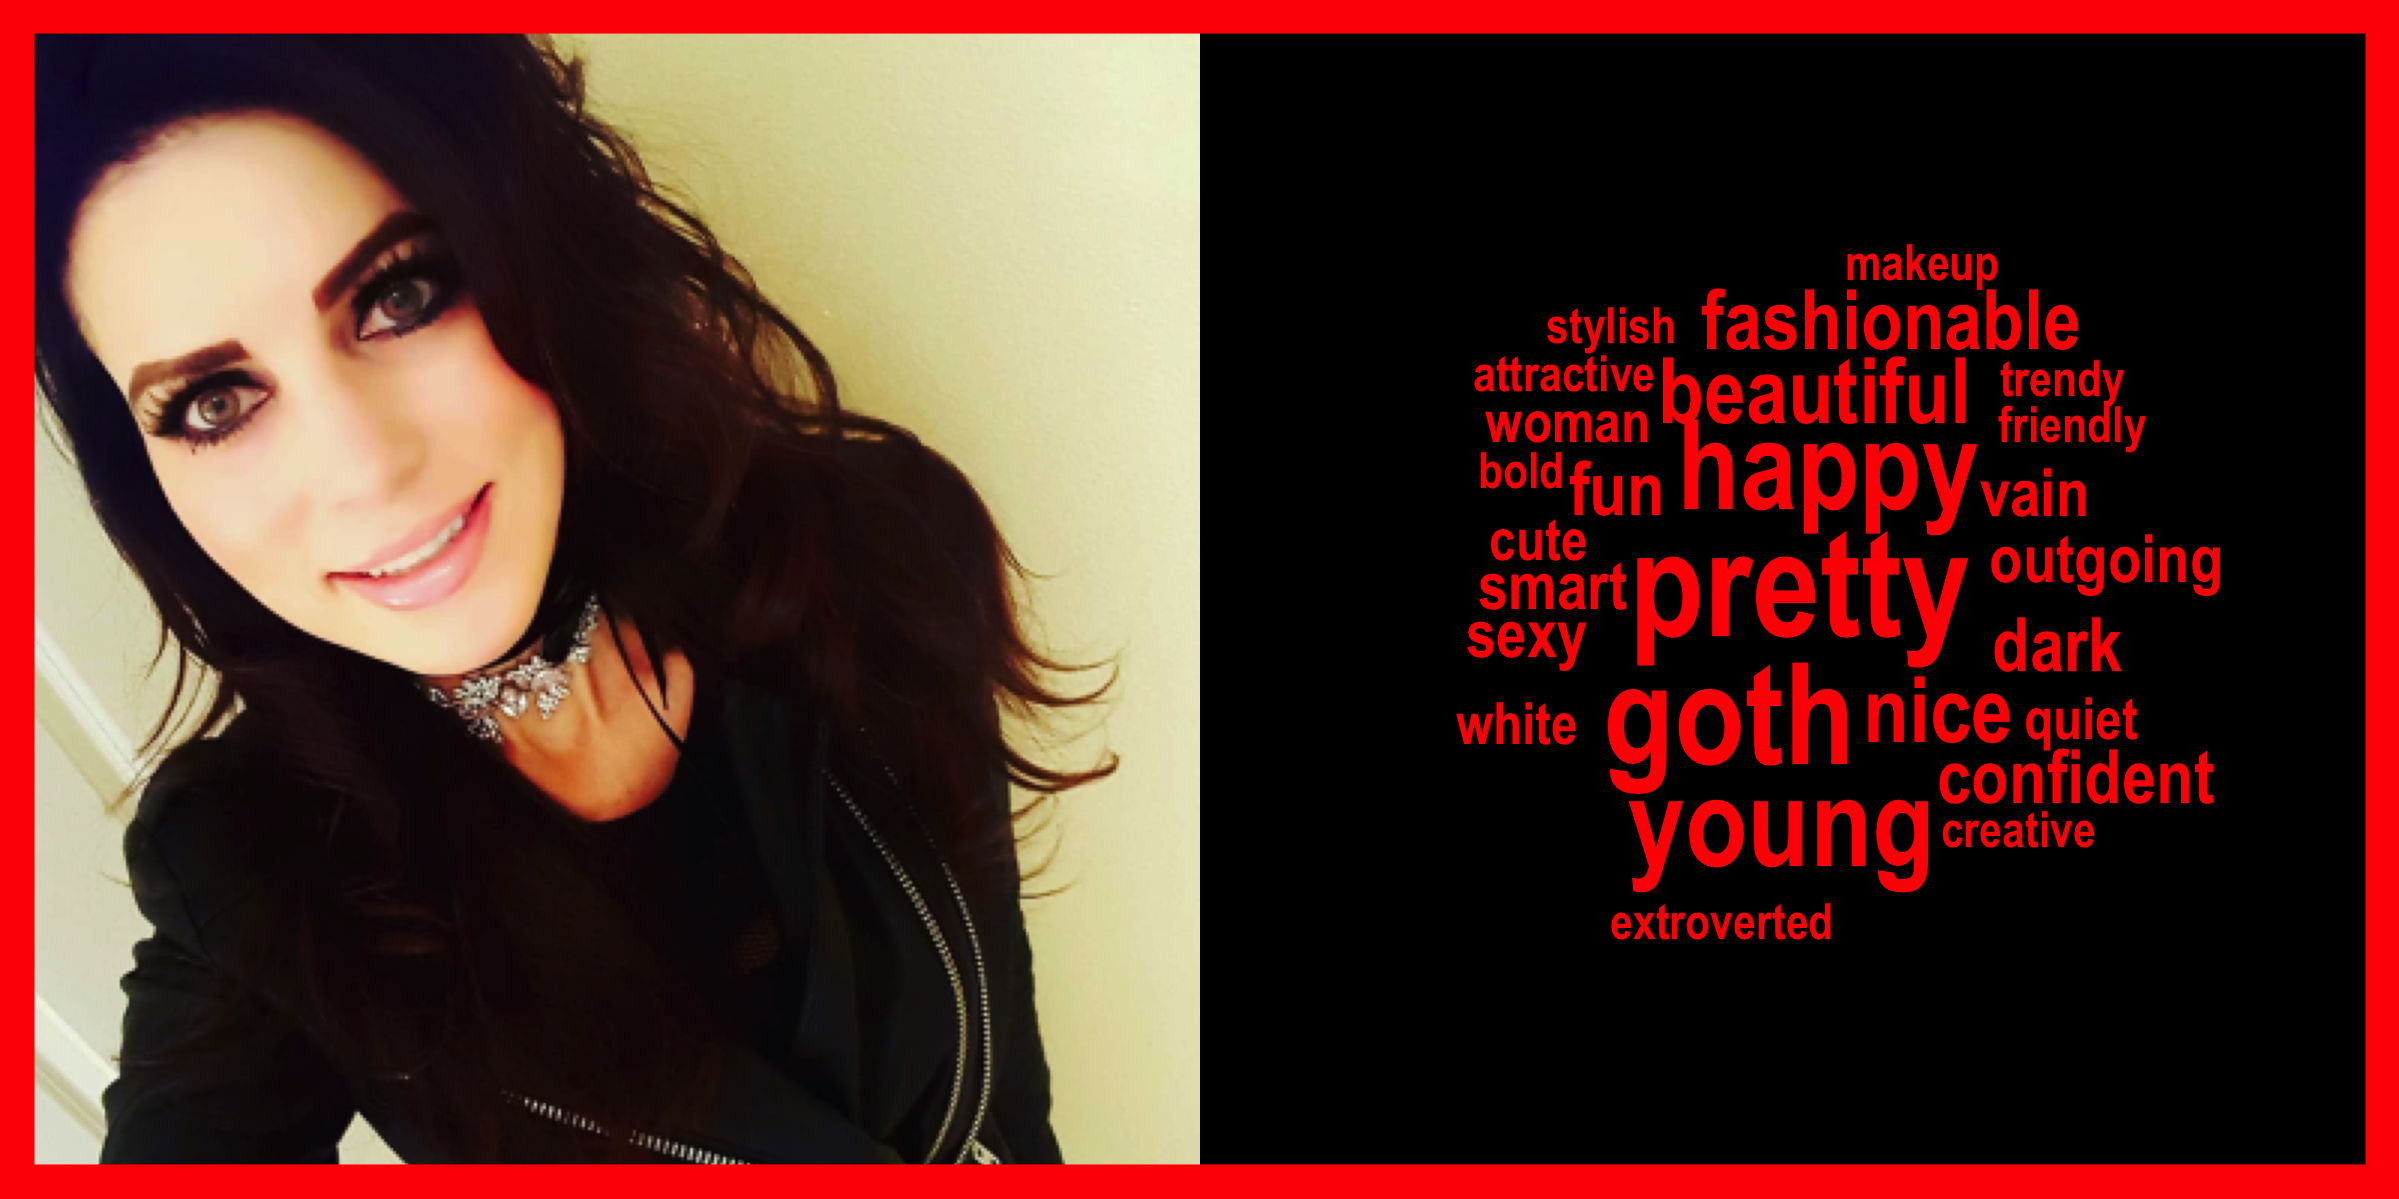 makeup
stylish fashionable
attractive beautiful trendy
woman friendly
bold fun happy vain
cute
smart pretty outgoing
sexy dark
white goth nice quiet
confident
young creative
extroverted